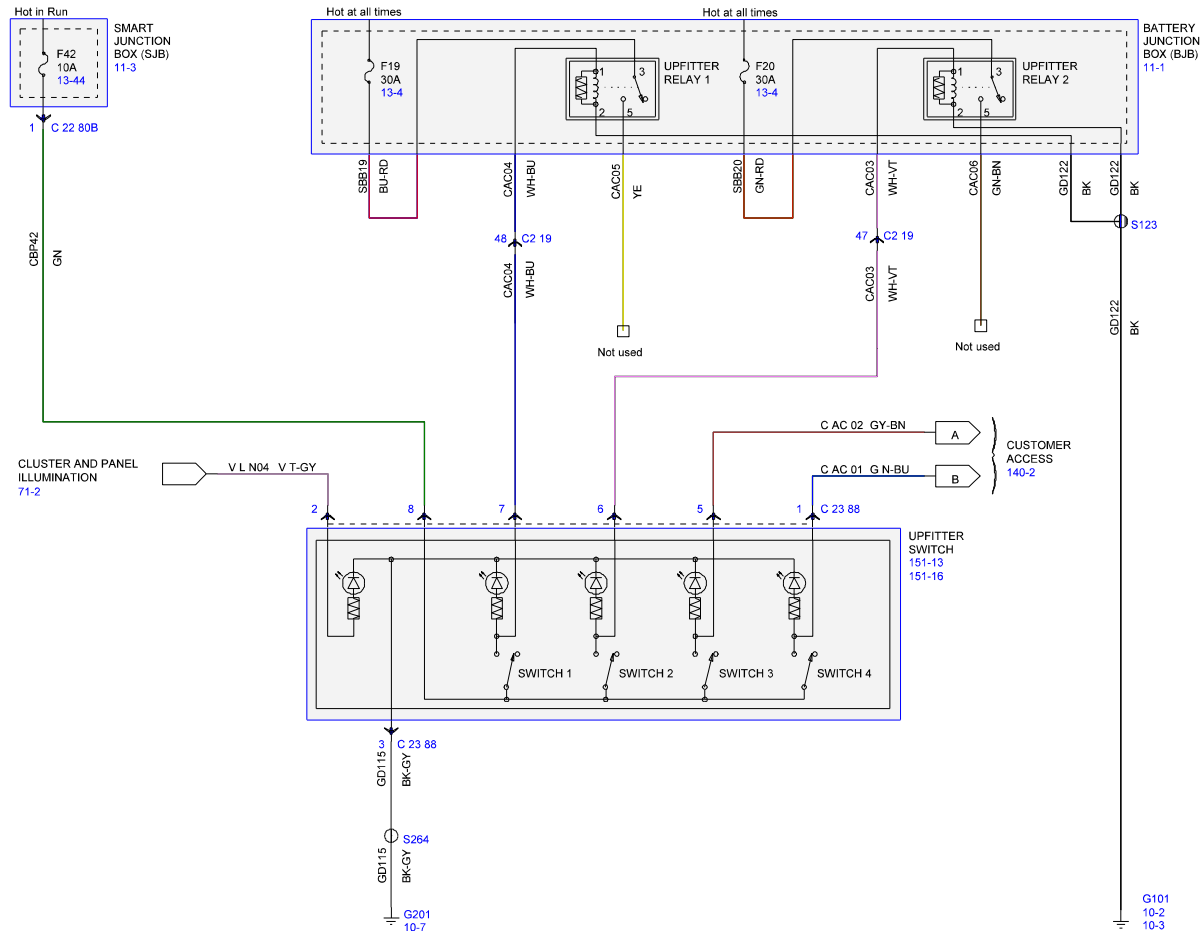 Hot in Run
Hot at all times
Hot at all times
SMART
JUNCTION
BOX (SJB)
11-3
F42
10A
13-44
1 C 22 80B
F19
30A
13-4
1
3
2
5
UPFITTER
RELAY 1
F20
30A
13-4
1
3
2
5
UPFITTER
RELAY 2
BATTERY
JUNCTION
BOX (BJB)
11-1
SBB19
BU-RD
CAC04
WH-BU
CAC05
YE
SBB20
GN-RD
CAC03
WH-VT
CAC06
GN-BN
GD122
BK
GD122
BK
S123
CBP42
GN
48 C2 19
CAC04
WH-BU
47 C2 19
CAC03
WH-VT
GD122
BK
Not used
Not used
C AC 02 GY-BN
A
C AC 01 G N-BU
B
CUSTOMER
ACCESS
140-2
CLUSTER AND PANEL
ILLUMINATION
71-2
V L N04 V T-GY
2
8
7
6
5
1 C 23 88
UPFITTER
SWITCH
151-13
151-16
SWITCH 1
SWITCH 2
SWITCH 3
SWITCH 4
3 C 23 88
GD115
BK-GY
S264
GD115
BK-GY
G201
10-7
G101
10-2
10-3